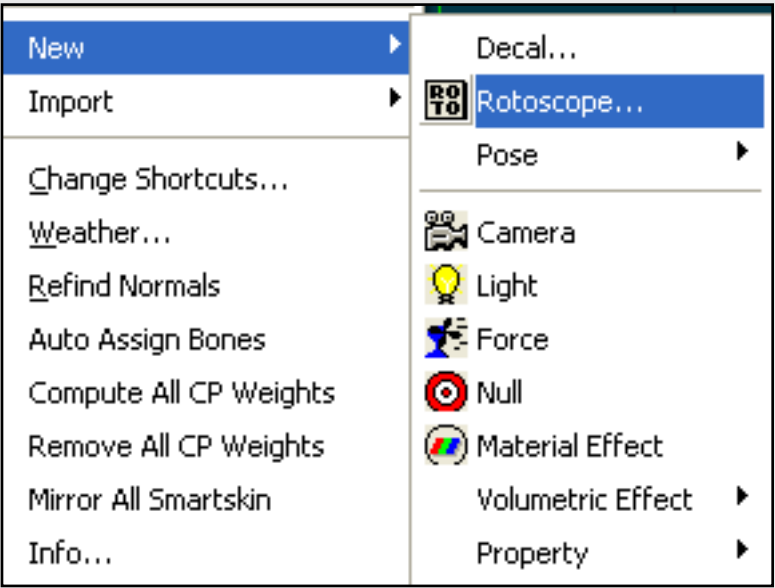 New
Import
Change Shortcuts...
Weather...
Refind Normals
Auto Assign Bones
Compute All CP Weights
Remove All CP Weights
Mirror All Smartskin
Info...
Decal...
ROTO Rotoscope...
Pose
Camera
Light
Force
Null
Material Effect
Volumetric Effect
Property